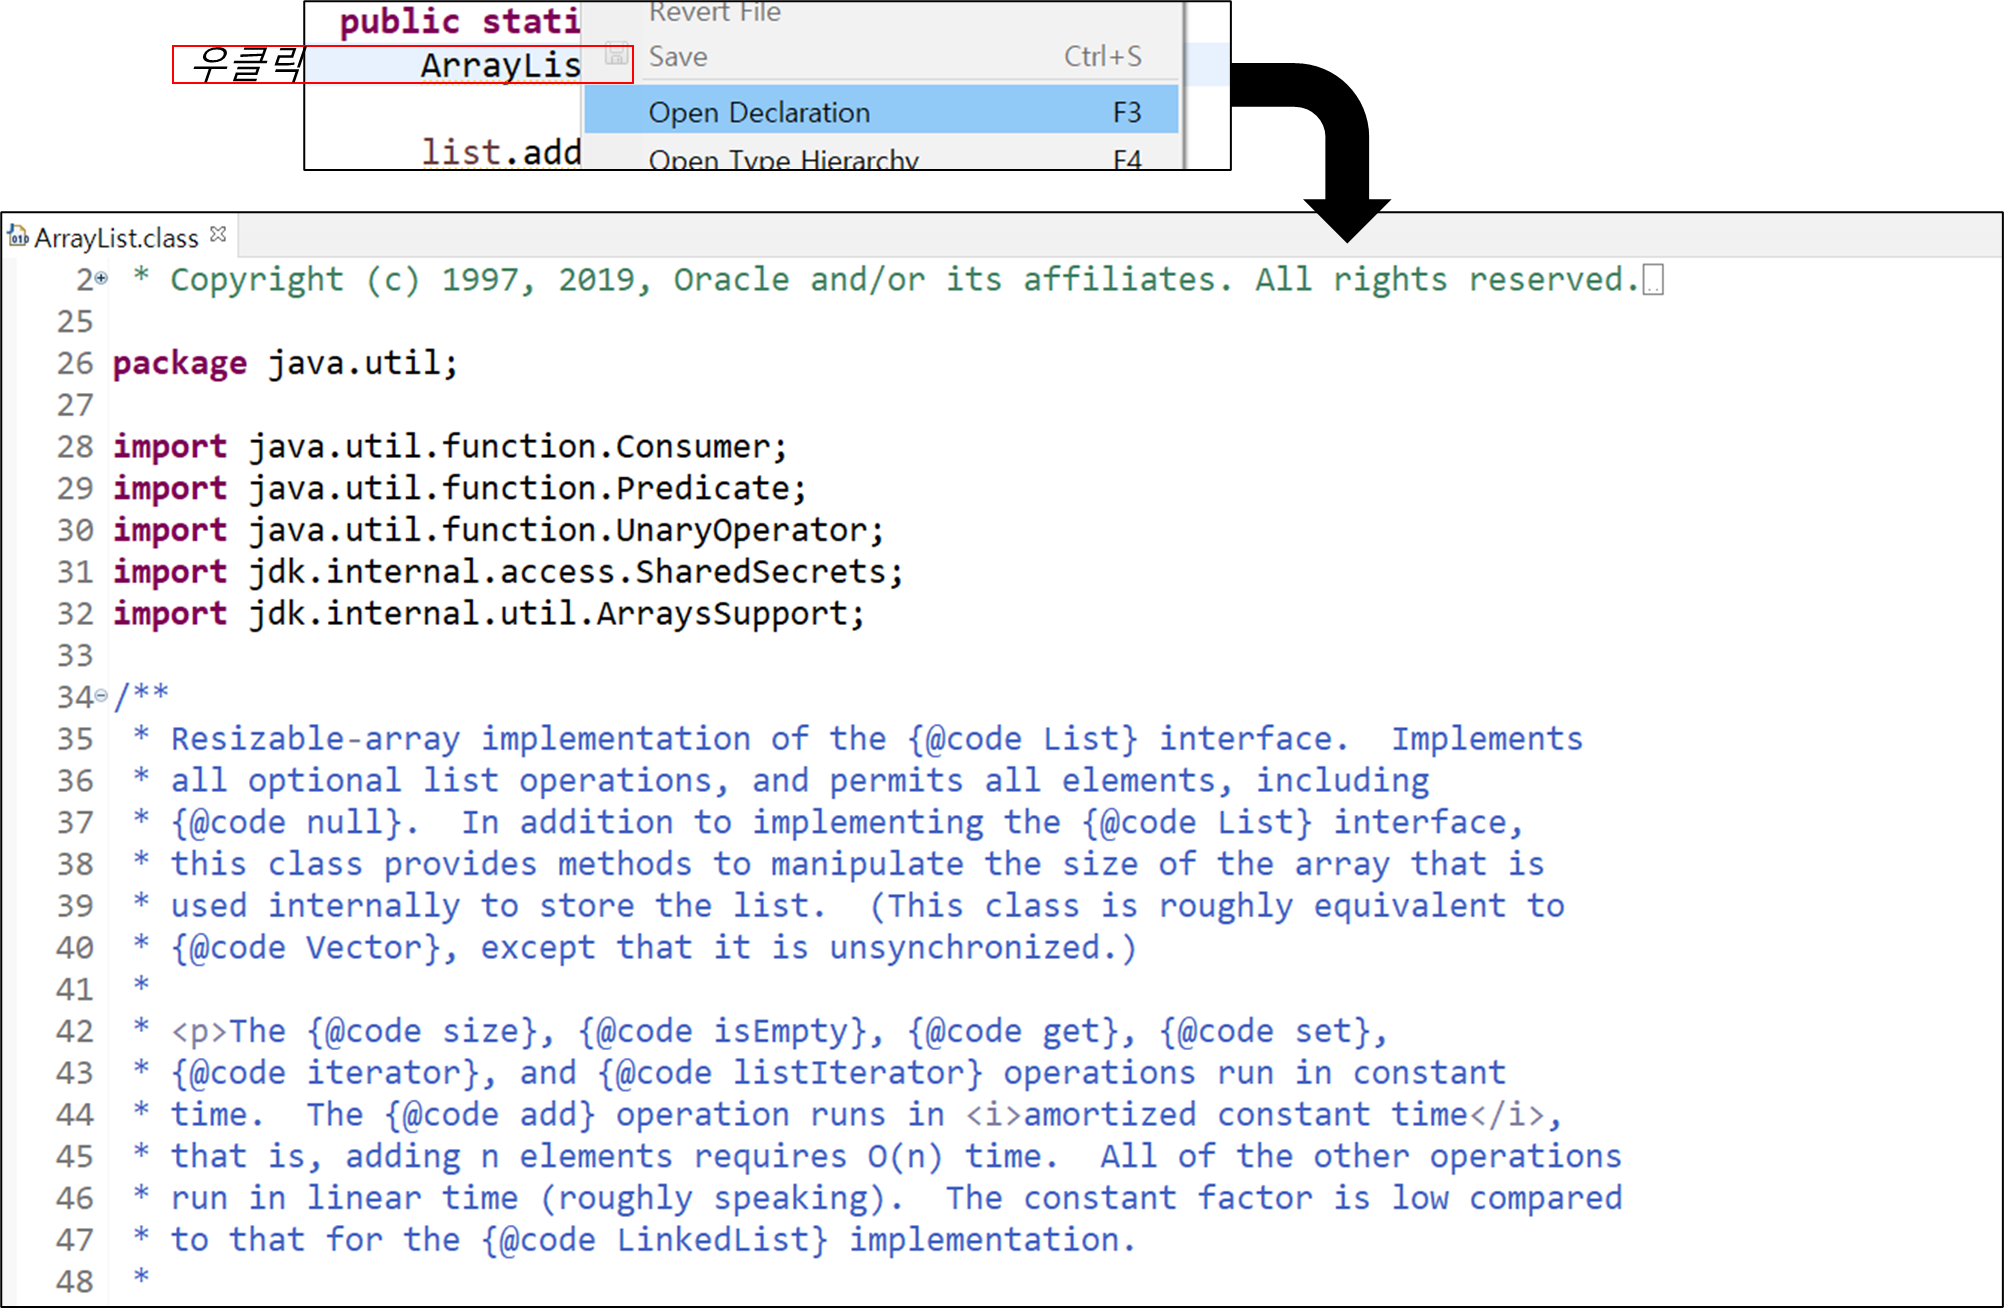 public stati
Revert File
우클릭
ArrayLis
Save Ctrl+S
Open Declaration F3
list.add
Open Type Hierarchy F4
ArrayList.class
2 * Copyright (c) 1997, 2019, Oracle and/or its affiliates. All rights reserved.
25
26 package java.util;
27
28 import java.util.function.Consumer;
29 import java.util.function.Predicate;
30 import java.util.function.UnaryOperator;
31 import jdk.internal.access.SharedSecrets;
32 import jdk.internal.util.ArraysSupport;
33
34 /**
35 * Resizable-array implementation of the {@code List} interface.  Implements
36 * all optional list operations, and permits all elements, including
37 * {@code null}.  In addition to implementing the {@code List} interface,
38 * this class provides methods to manipulate the size of the array that is
39 * used internally to store the list.  (This class is roughly equivalent to
40 * {@code Vector}, except that it is unsynchronized.)
41 *
42 * <p>The {@code size}, {@code isEmpty}, {@code get}, {@code set},
43 * {@code iterator}, and {@code listIterator} operations run in constant
44 * time.  The {@code add} operation runs in <i>amortized constant time</i>,
45 * that is, adding n elements requires O(n) time.  All of the other operations
46 * run in linear time (roughly speaking).  The constant factor is low compared
47 * to that for the {@code LinkedList} implementation.
48 *